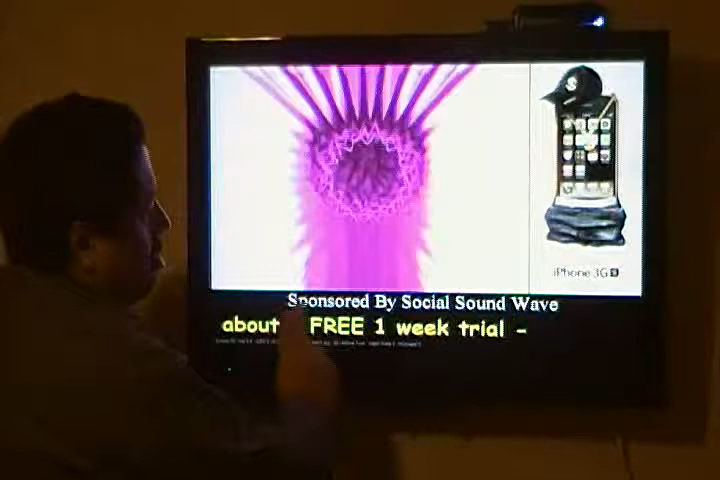 iPhone 3G S
Sponsored By Social Sound Wave
about FREE 1 week trial -